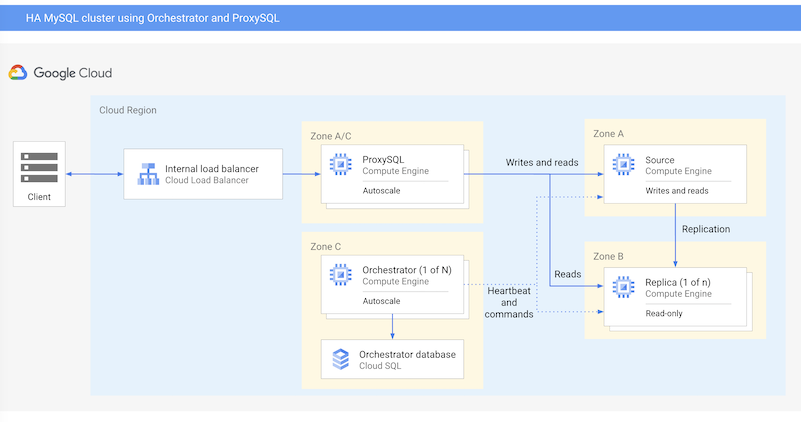 HA MySQL cluster using Orchestrator and ProxySQL
Google Cloud
Cloud Region
Client
Internal load balancer
Cloud Load Balancer
Zone A/C
ProxySQL
Compute Engine
Autoscale
Writes and reads
Zone A
Source
Compute Engine
Writes and reads
Replication
Zone C
Orchestrator (1 of N)
Compute Engine
Autoscale
Orchestrator database
Cloud SQL
Heartbeat
and
commands
Reads
Zone B
Replica (1 of n)
Compute Engine
Read-only